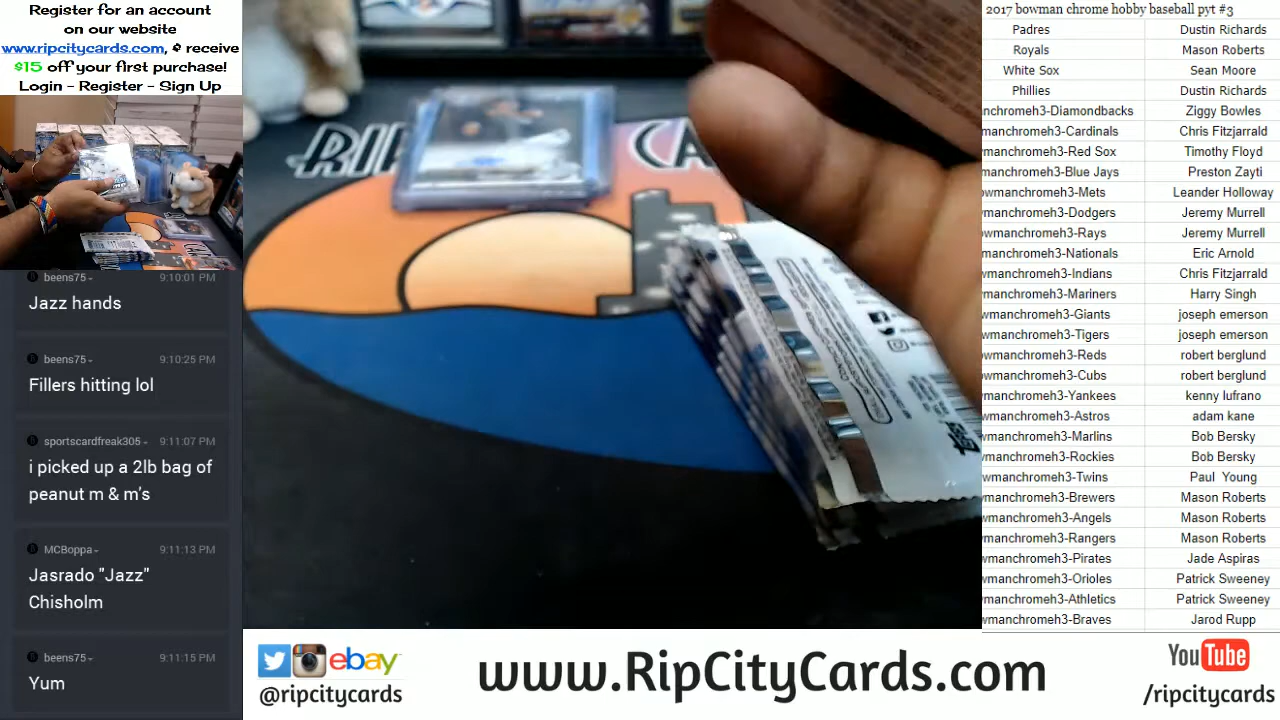 Register for an account
on our website
www.ripcitycards.com, & receive
$15 off your first purchase!
Login - Register - Sign Up
beens75 9:10:01 PM
Jazz hands
beens75 9:10:25 PM
Fillers hitting lol
sportscardfreak305 9:11:07 PM
i picked up a 2lb bag of
peanut m & m's
MCBoppa 9:11:13 PM
Jasrado "Jazz"
Chisholm
beens75 9:11:15 PM
Yum
RIP CA
2017 bowman chrome hobby baseball pyt #3
Padres Dustin Richards
Royals Mason Roberts
White Sox Sean Moore
Phillies Dustin Richards
nchromeh3-Diamondbacks Ziggy Bowles
manchromeh3-Cardinals Chris Fitzjarrald
manchromeh3-Red Sox Timothy Floyd
manchromeh3-Blue Jays Preston Zayti
owmanchromeh3-Mets Leander Holloway
wmanchromeh3-Dodgers Jeremy Murrell
owmanchromeh3-Rays Jeremy Murrell
manchromeh3-Nationals Eric Arnold
wmanchromeh3-Indians Chris Fitzjarrald
manchromeh3-Mariners Harry Singh
wmanchromeh3-Giants joseph emerson
wmanchromeh3-Tigers joseph emerson
owmanchromeh3-Reds robert berglund
owmanchromeh3-Cubs robert berglund
manchromeh3-Yankees kenny lufrano
wmanchromeh3-Astros adam kane
wmanchromeh3-Marlins Bob Bersky
manchromeh3-Rockies Bob Bersky
wmanchromeh3-Twins Paul Young
manchromeh3-Brewers Mason Roberts
wmanchromeh3-Angels Mason Roberts
manchromeh3-Rangers Mason Roberts
wmanchromeh3-Pirates Jade Aspiras
wmanchromeh3-Orioles Patrick Sweeney
manchromeh3-Athletics Patrick Sweeney
wmanchromeh3-Braves Jarod Rupp
ebay
@ripcitycards
www.RipCityCards.com
YouTube
/ripcitycards